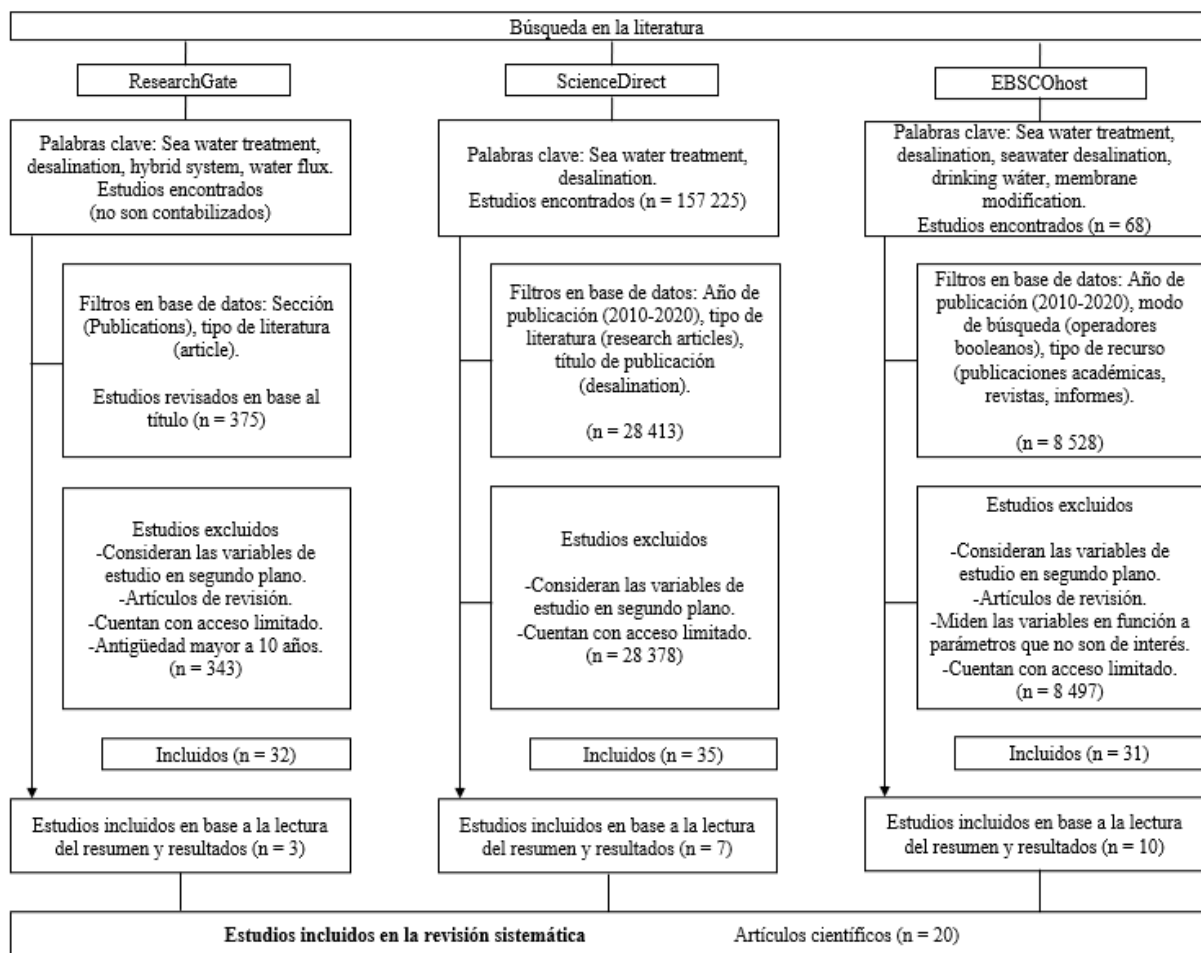 Búsqueda en la literatura
ResearchGate
Palabras clave: Sea water treatment,
desalination, hybrid system, water flux.
Estudios encontrados
(no son contabilizados)
Filtros en base de datos: Sección
(Publications), tipo de literatura
(article).
Estudios revisados en base al
título (n = 375)
Estudios excluidos
-Consideran las variables de
estudio en segundo plano.
-Artículos de revisión.
-Cuentan con acceso limitado.
-Antigüedad mayor a 10 años.
(n = 343)
Incluidos (n = 32)
Estudios incluidos en base a la lectura
del resumen y resultados (n = 3)
ScienceDirect
Palabras clave: Sea water treatment,
desalination.
Estudios encontrados (n = 157 225)
Filtros en base de datos: Año de
publicación (2010-2020), tipo de
literatura (research articles),
título de publicación
(desalination).
(n = 28 413)
Estudios excluidos
-Consideran las variables de
estudio en segundo plano.
-Cuentan con acceso limitado.
(n = 28 378)
Incluidos (n = 35)
Estudios incluidos en base a la lectura
del resumen y resultados (n = 7)
EBSCOhost
Palabras clave: Sea water treatment,
desalination, seawater desalination,
drinking wáter, membrane
modification.
Estudios encontrados (n = 68)
Filtros en base de datos: Año de
publicación (2010-2020), modo
de búsqueda (operadores
booleanos), tipo de recurso
(publicaciones académicas,
revistas, informes).
(n = 8 528)
Estudios excluidos
-Consideran las variables de
estudio en segundo plano.
-Artículos de revisión.
-Miden las variables en función a
parámetros que no son de interés.
-Cuentan con acceso limitado.
(n = 8 497)
Incluidos (n = 31)
Estudios incluidos en base a la lectura
del resumen y resultados (n = 10)
Estudios incluidos en la revisión sistemática Artículos científicos (n = 20)